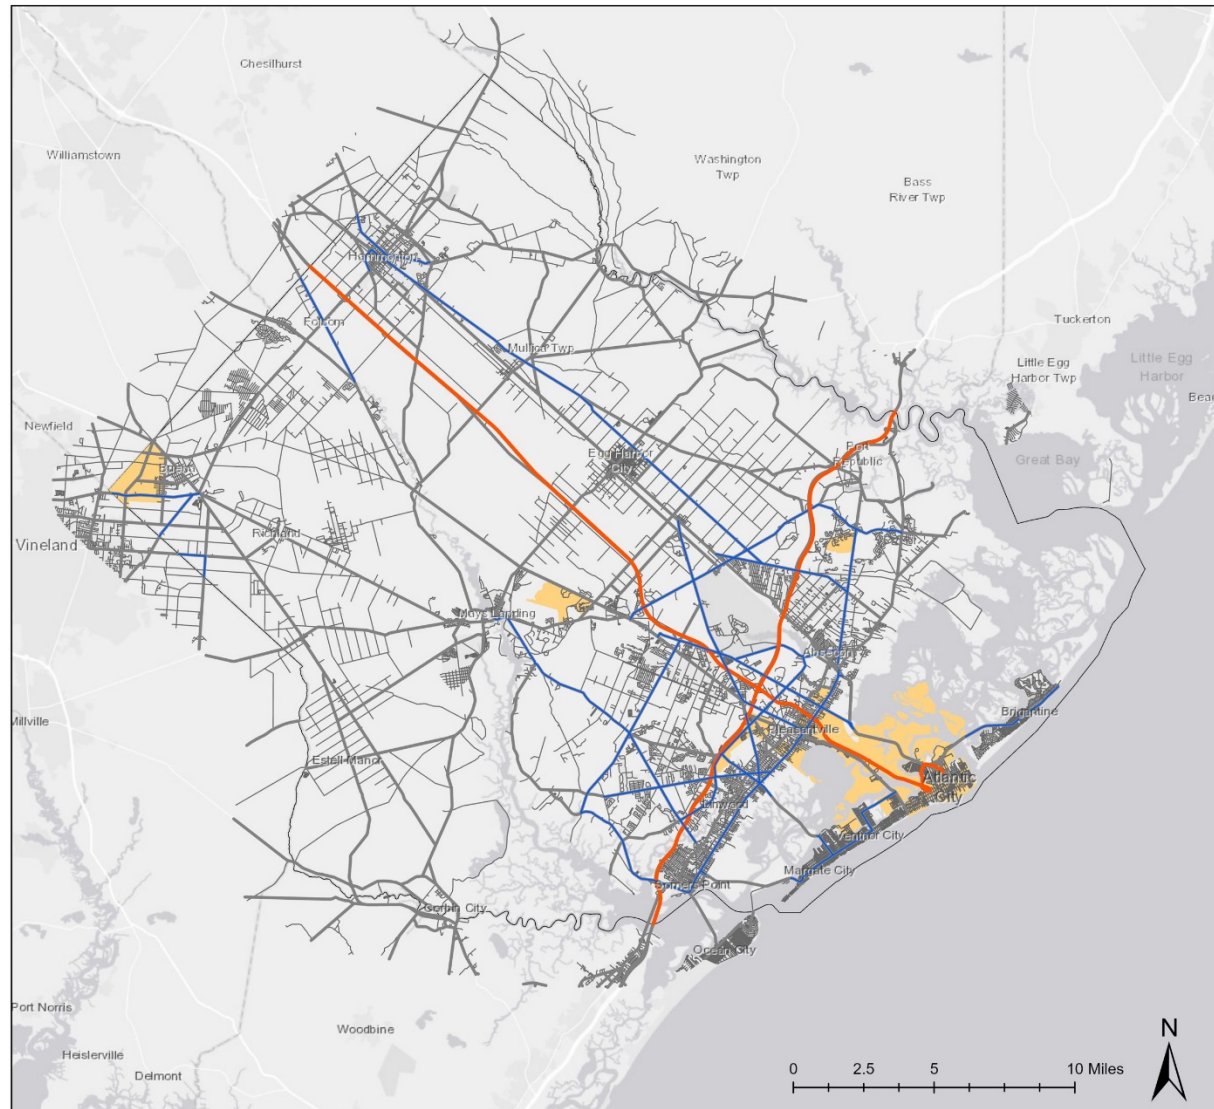 Chesilhurst
Williamstown
Washington
Twp
Bass
River Twp
Hammonton
Tuckerton
Folsom
Mullica Twp
Little Egg
Harbor Twp
Little Egg
Harbor
Newfield
Buena
Egg Harbor
City
Port
Republic
Great Bay
Vineland
Richland
Mays Landing
Absecon
Brigantine
Millville
Pleasantville
Estell Manor
Atlantic
City
Linwood
Ventnor City
Margate City
Somers Point
Corbin City
Ocean City
Port Norris
Woodbine
Heislerville
Delmont
N
0 2.5 5 10 Miles